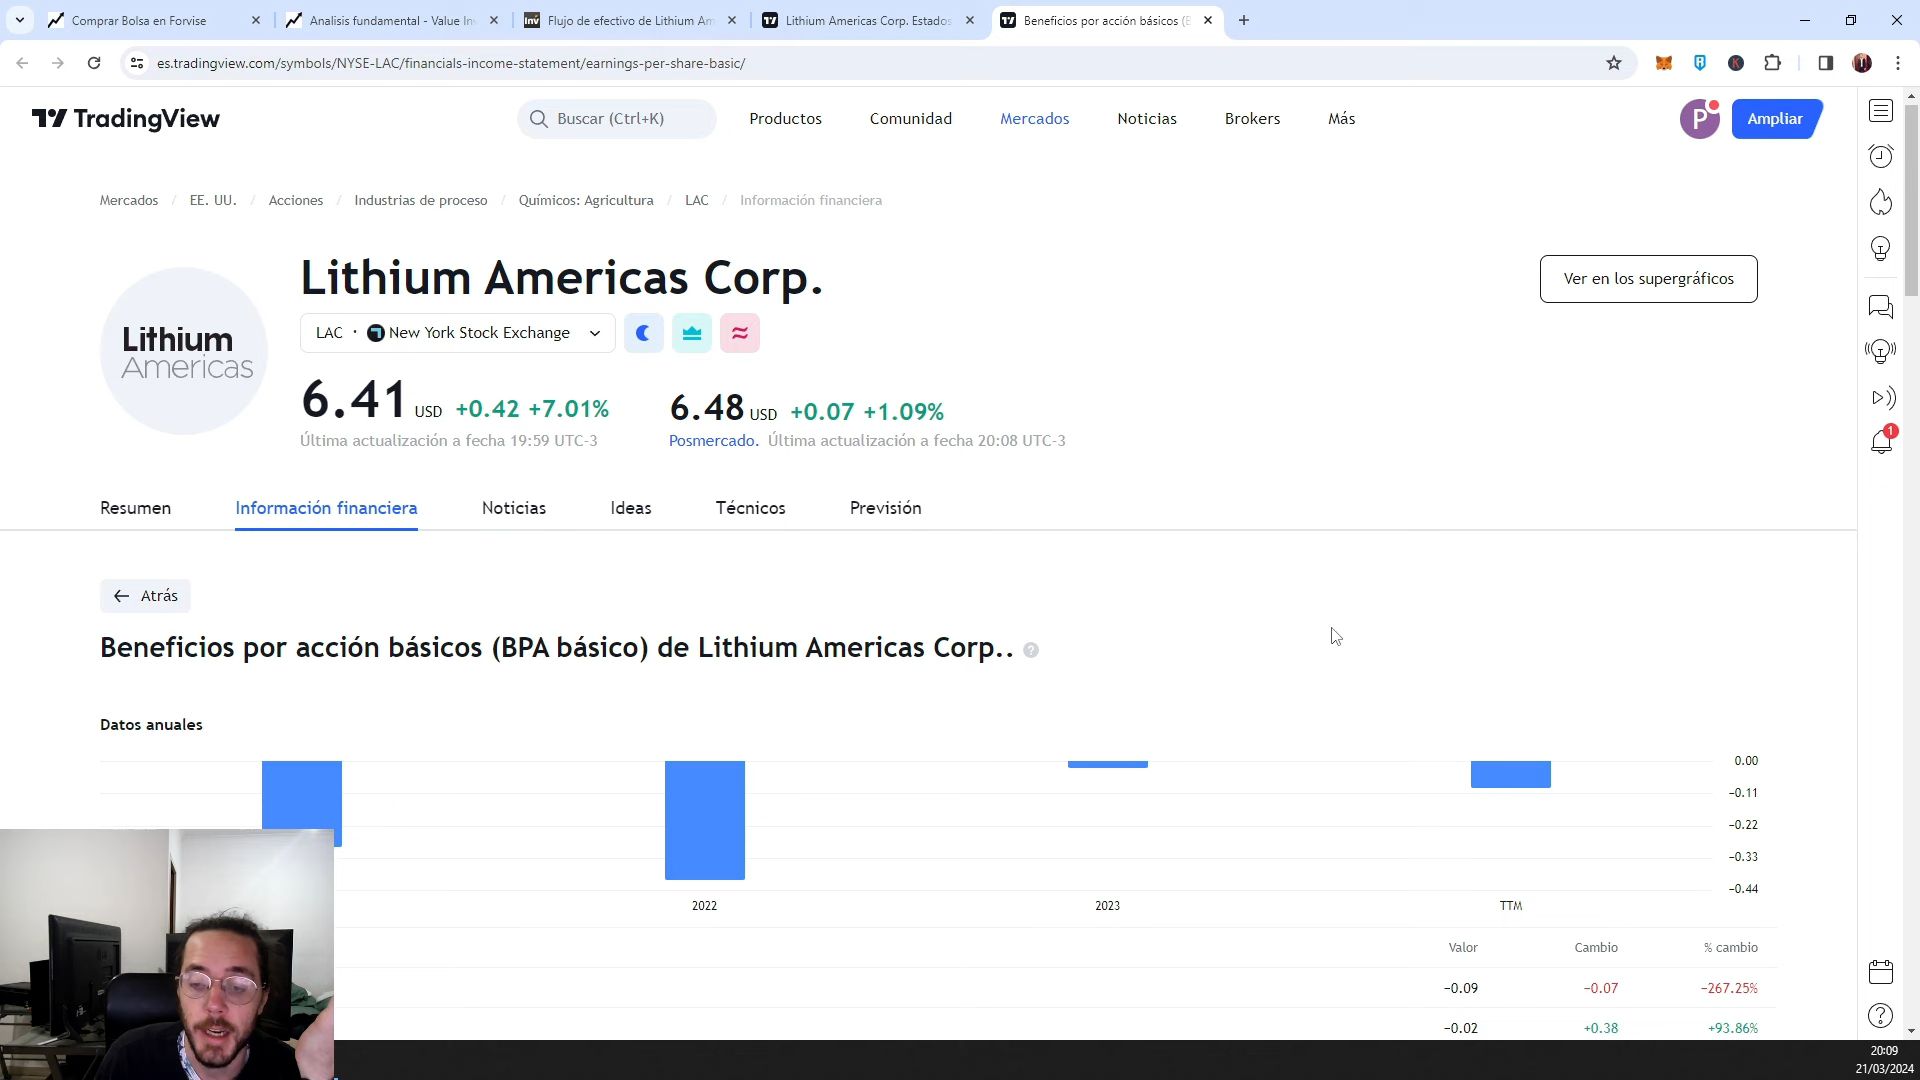 Comprar Bolsa en Forvise
Analisis fundamental - Value In
Flujo de efectivo de Lithium Am
Lithium Americas Corp. Estados
Beneficios por acción básicos (E
es.tradingview.com/symbols/NYSE-LAC/financials-income-statement/earnings-per-share-basic/
TradingView
Buscar (Ctrl+K)
Productos
Comunidad
Mercados
Noticias
Brokers
Más
P
Ampliar
Mercados / EE. UU. / Acciones / Industrias de proceso / Químicos: Agricultura / LAC / Información financiera
Lithium
Americas
Lithium Americas Corp.
Ver en los supergráficos
LAC · New York Stock Exchange
6.41 USD +0.42 +7.01%
6.48 USD +0.07 +1.09%
Última actualización a fecha 19:59 UTC-3
Posmercado. Última actualización a fecha 20:08 UTC-3
1
Resumen
Información financiera
Noticias
Ideas
Técnicos
Previsión
Atrás
Beneficios por acción básicos (BPA básico) de Lithium Americas Corp..
Datos anuales
0.00
−0.11
−0.22
−0.33
−0.44
2022
2023
TTM
Valor
Cambio
% cambio
−0.09
−0.07
−267.25%
−0.02
+0.38
+93.86%
20:09
21/03/2024